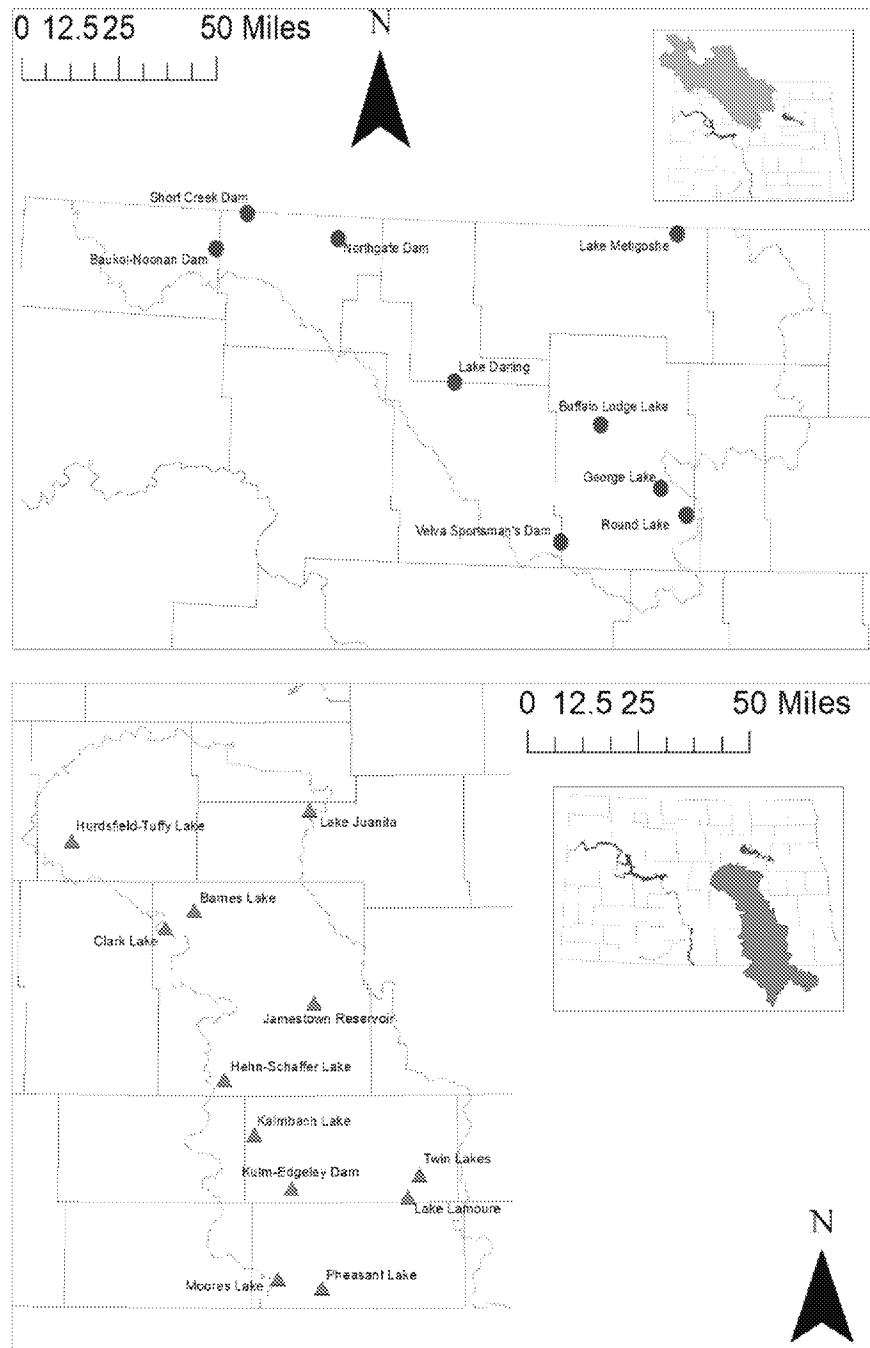 0 12.5 25 50 Miles
N
Short Creek Dam
Northgate Dam
Lake Metigoshe
Baukol-Noonan Dam
Lake Darling
Buffalo Lodge Lake
George Lake
Round Lake
Velva Sportsman's Dam
0 12.5 25 50 Miles
Hurdsfield-Tuffy Lake
Lake Juanita
Barnes Lake
Clark Lake
Jamestown Reservoir
Hehn-Schaffer Lake
Kalmbach Lake
Twin Lakes
Kulm-Edgeley Dam
Lake Lamoure
N
Moores Lake
Pheasant Lake